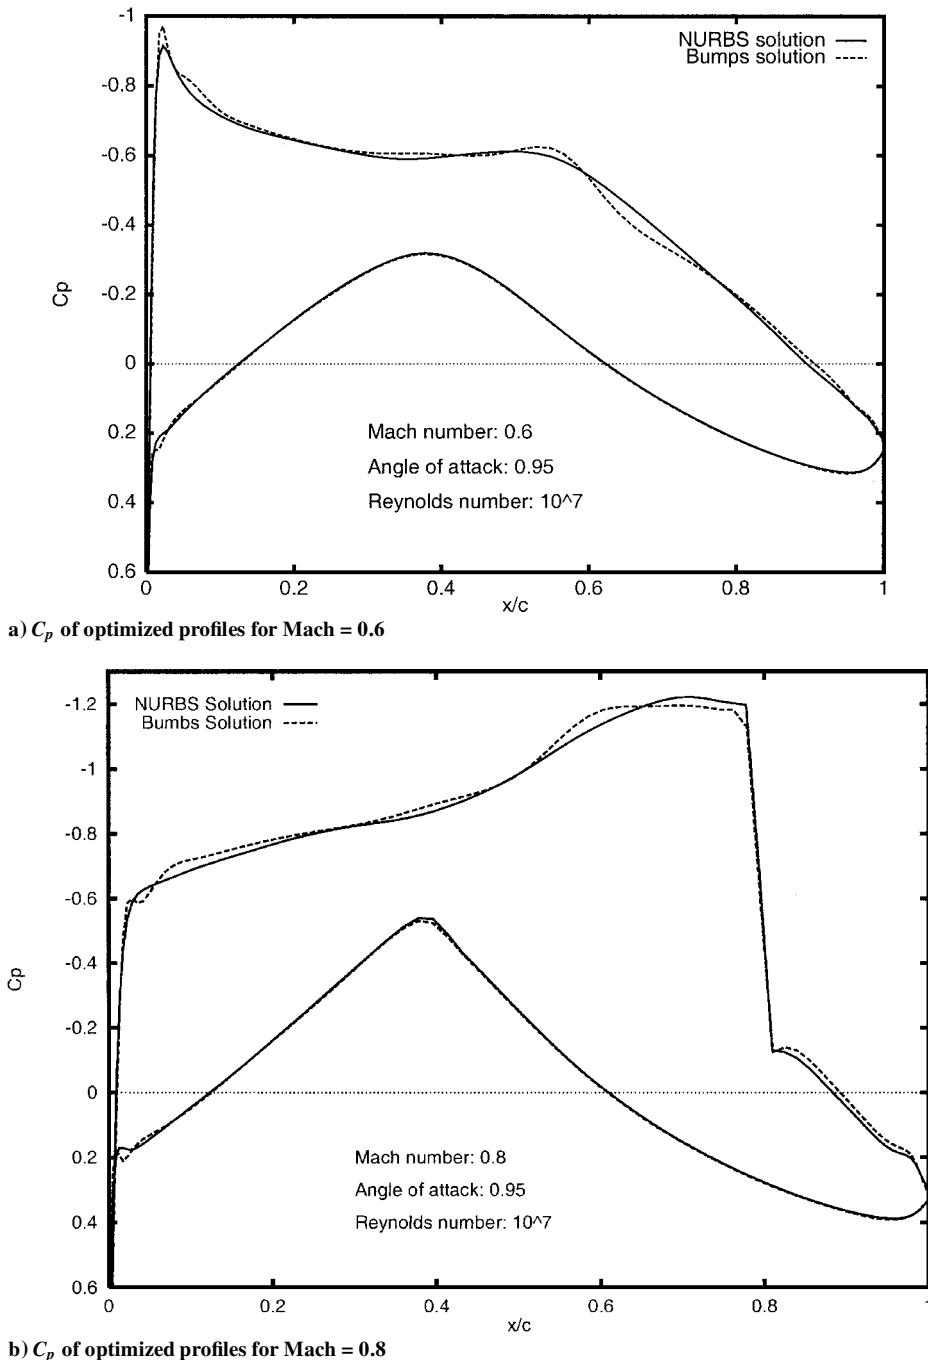 -1
-0.8
-0.6
-0.4
-0.2
0
0.2
0.4
0.6
Cp
NURBS solution
Bumps solution
Mach number: 0.6
Angle of attack: 0.95
Reynolds number: 10^7
0 0.2 0.4 0.6 0.8 1
x/c
a) Cp of optimized profiles for Mach = 0.6
-1.2
-1
-0.8
-0.6
-0.4
-0.2
0
0.2
0.4
0.6
Cp
NURBS Solution
Bumbs Solution
Mach number: 0.8
Angle of attack: 0.95
Reynolds number: 10^7
0 0.2 0.4 0.6 0.8 1
x/c
b) Cp of optimized profiles for Mach = 0.8